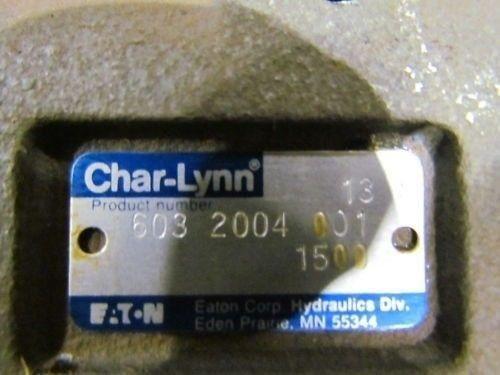 Char-Lynn®
13
Product number
603 2004 001
1500
EATON Eaton Corp. Hydraulics Div.
Eden Prairie, MN 55344